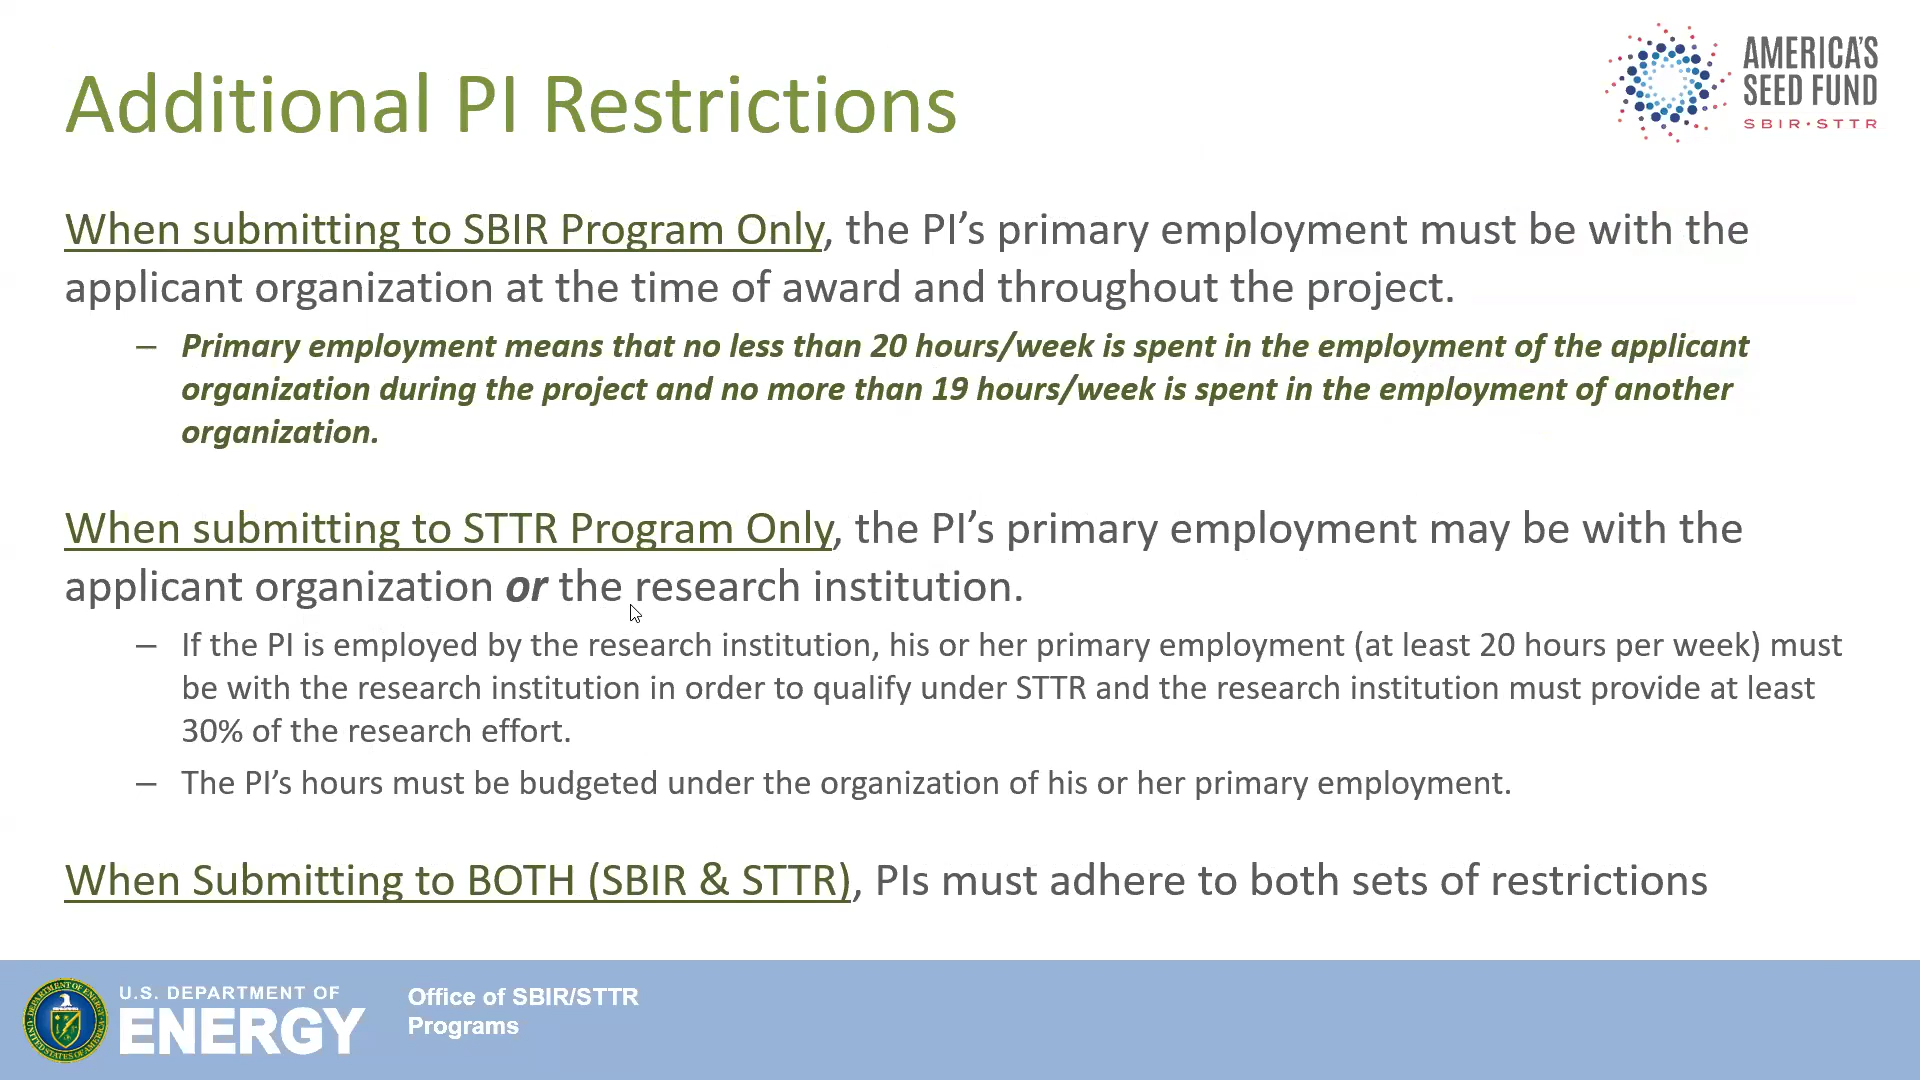 Additional PI Restrictions
AMERICA'S
SEED FUND
SBIR·STTR
When submitting to SBIR Program Only, the PI’s primary employment must be with the
applicant organization at the time of award and throughout the project.
– Primary employment means that no less than 20 hours/week is spent in the employment of the applicant
organization during the project and no more than 19 hours/week is spent in the employment of another
organization.
When submitting to STTR Program Only, the PI’s primary employment may be with the
applicant organization or the research institution.
– If the PI is employed by the research institution, his or her primary employment (at least 20 hours per week) must
be with the research institution in order to qualify under STTR and the research institution must provide at least
30% of the research effort.
– The PI’s hours must be budgeted under the organization of his or her primary employment.
When Submitting to BOTH (SBIR & STTR), PIs must adhere to both sets of restrictions
U.S. DEPARTMENT OF
ENERGY
Office of SBIR/STTR
Programs